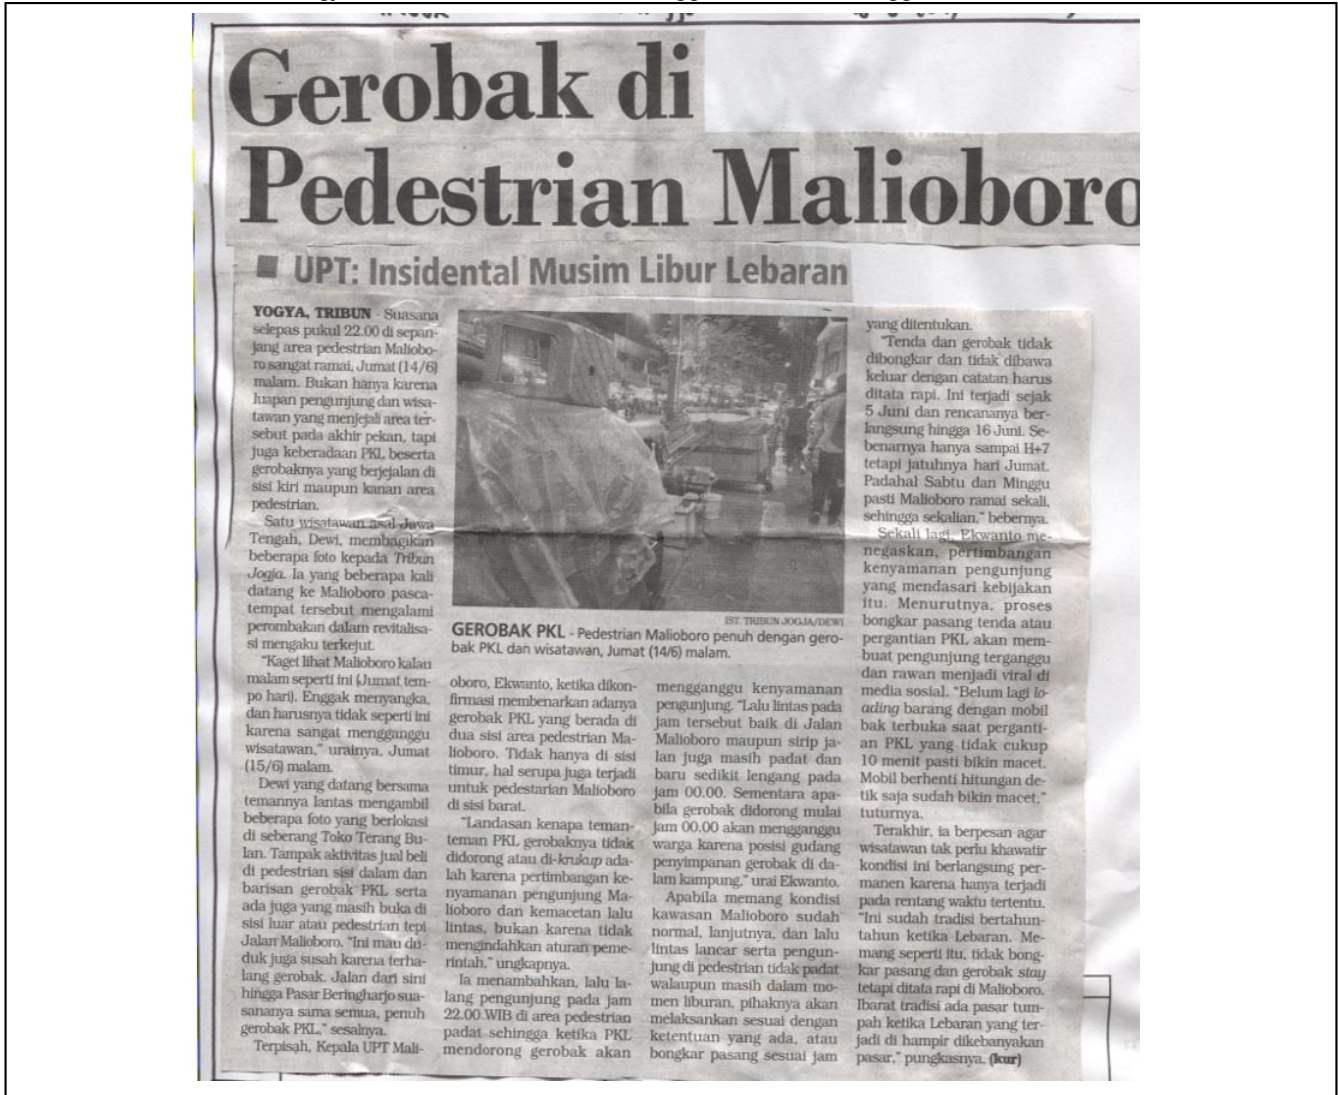 Gerobak di
Pedestrian Malioboro
■ UPT: Insidental Musim Libur Lebaran
YOGYA, TRIBUN - Suasana
selepas pukul 22.00 di sepan-
jang area pedestrian Maliobo-
ro sangat ramai, Jumat (14/6)
malam. Bukan hanya karena
luapan pengunjung dan wisa-
tawan yang menjejali area ter-
sebut pada akhir pekan, tapi
juga keberadaan PKL beserta
gerobaknya yang berjejalan di
sisi kiri maupun kanan area
pedestrian.
Satu wisatawan asal Jawa
Tengah, Dewi, membagikan
beberapa foto kepada Tribun
Jogja. Ia yang beberapa kali
datang ke Malioboro pasca-
tempat tersebut mengalami
perombakan dalam revitalisa-
si mengaku terkejut.
"Kaget lihat Malioboro kalau
malam seperti ini (Jumat tem-
po hari). Enggak menyangka,
dan harusnya tidak seperti ini
karena sangat mengganggu
wisatawan," urainya, Jumat
(15/6) malam.
Dewi yang datang bersama
temannya lantas mengambil
beberapa foto yang berlokasi
di seberang Toko Terang Bu-
lan. Tampak aktivitas jual beli
di pedestrian sisi dalam dan
barisan gerobak PKL serta
ada juga yang masih buka di
sisi luar atau pedestrian tepi
Jalan Malioboro. "Ini mau du-
duk juga susah karena terha-
lang gerobak. Jalan dari sini
hingga Pasar Beringharjo sua-
sananya sama semua, penuh
gerobak PKL," sesalnya.
Terpisah, Kepala UPT Mali-
IST. TRIBUN JOGJA/DEWI
GEROBAK PKL - Pedestrian Malioboro penuh dengan gero-
bak PKL dan wisatawan, Jumat (14/6) malam.
oboro, Ekwanto, ketika dikon-
firmasi membenarkan adanya
gerobak PKL yang berada di
dua sisi area pedestrian Ma-
lioboro. Tidak hanya di sisi
timur, hal serupa juga terjadi
untuk pedestarian Malioboro
di sisi barat.
"Landasan kenapa teman-
teman PKL gerobaknya tidak
didorong atau di-krukup ada-
lah karena pertimbangan ke-
nyamanan pengunjung Ma-
lioboro dan kemacetan lalu
lintas, bukan karena tidak
mengindahkan aturan peme-
rintah," ungkapnya.
Ia menambahkan, lalu la-
lang pengunjung pada jam
22.00 WIB di area pedestrian
padat sehingga ketika PKL
mendorong gerobak akan
mengganggu kenyamanan
pengunjung. "Lalu lintas pada
jam tersebut baik di Jalan
Malioboro maupun sirip ja-
lan juga masih padat dan
baru sedikit lengang pada
jam 00.00. Sementara apa-
bila gerobak didorong mulai
jam 00.00 akan mengganggu
warga karena posisi gudang
penyimpanan gerobak di da-
lam kampung," urai Ekwanto.
Apabila memang kondisi
kawasan Malioboro sudah
normal, lanjutnya, dan lalu
lintas lancar serta pengun-
jung di pedestrian tidak padat
walaupun masih dalam mo-
men liburan, pihaknya akan
melaksankan sesuai dengan
ketentuan yang ada, atau
bongkar pasang sesuai jam
yang ditentukan.
"Tenda dan gerobak tidak
dibongkar dan tidak dibawa
keluar dengan catatan harus
ditata rapi. Ini terjadi sejak
5 Juni dan rencananya ber-
langsung hingga 16 Juni. Se-
benarnya hanya sampai H+7
tetapi jatuhnya hari Jumat.
Padahal Sabtu dan Minggu
pasti Malioboro ramai sekali,
sehingga sekalian," bebernya.
Sekali lagi, Ekwanto me-
negaskan, pertimbangan
kenyamanan pengunjung
yang mendasari kebijakan
itu. Menurutnya, proses
bongkar pasang tenda atau
pergantian PKL akan mem-
buat pengunjung terganggu
dan rawan menjadi viral di
media sosial. "Belum lagi lo-
ading barang dengan mobil
bak terbuka saat perganti-
an PKL yang tidak cukup
10 menit pasti bikin macet.
Mobil berhenti hitungan de-
tik saja sudah bikin macet,"
tuturnya.
Terakhir, ia berpesan agar
wisatawan tak perlu khawatir
kondisi ini berlangsung per-
manen karena hanya terjadi
pada rentang waktu tertentu.
"Ini sudah tradisi bertahun-
tahun ketika Lebaran. Me-
mang seperti itu, tidak bong-
kar pasang dan gerobak stay
tetapi ditata rapi di Malioboro.
Ibarat tradisi ada pasar tum-
pah ketika Lebaran yang ter-
jadi di hampir dikebanyakan
pasar," pungkasnya. (kur)